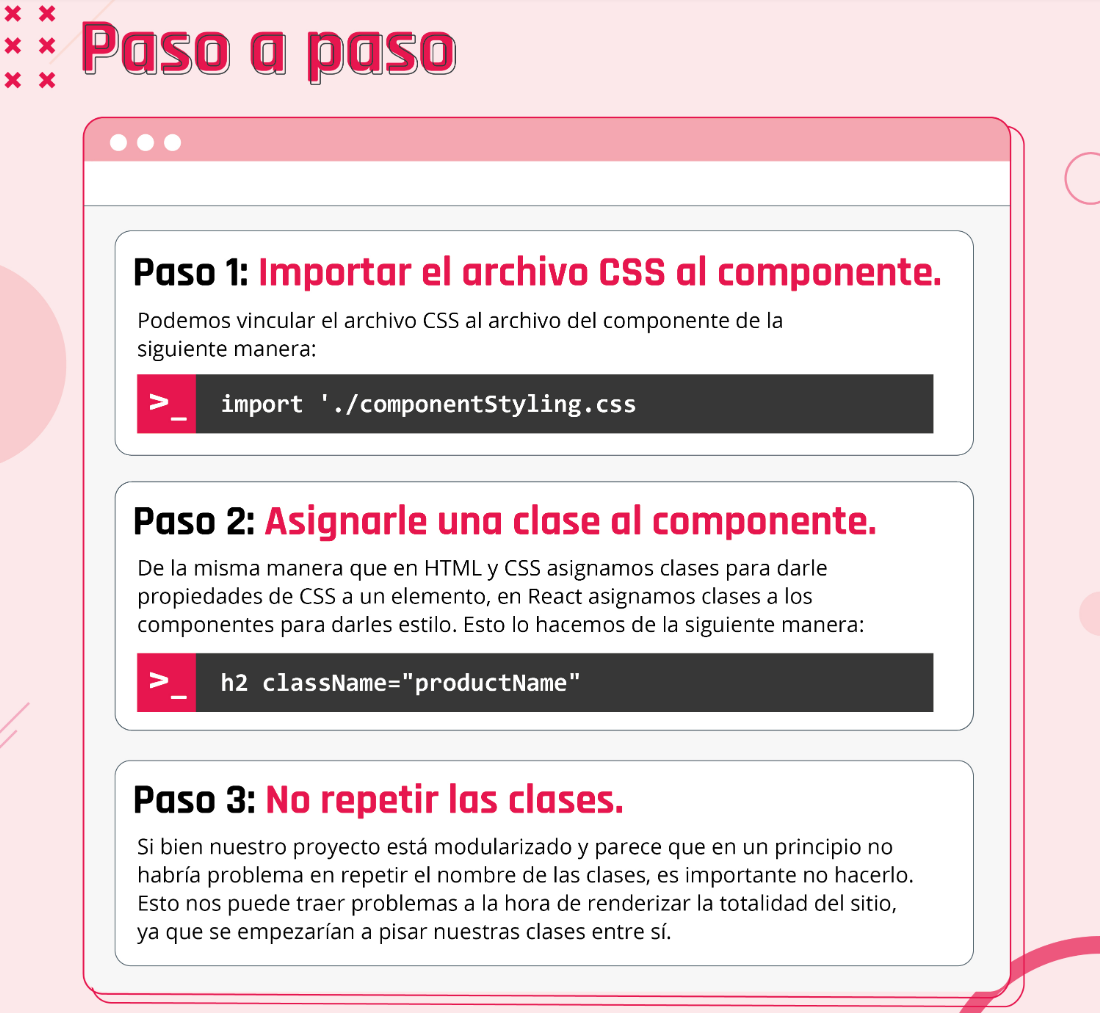 Paso a paso
Paso 1: Importar el archivo CSS al componente.
Podemos vincular el archivo CSS al archivo del componente de la
siguiente manera:
>_ import './componentStyling.css
Paso 2: Asignarle una clase al componente.
De la misma manera que en HTML y CSS asignamos clases para darle
propiedades de CSS a un elemento, en React asignamos clases a los
componentes para darles estilo. Esto lo hacemos de la siguiente manera:
>_ h2 className="productName"
Paso 3: No repetir las clases.
Si bien nuestro proyecto está modularizado y parece que en un principio no
habría problema en repetir el nombre de las clases, es importante no hacerlo.
Esto nos puede traer problemas a la hora de renderizar la totalidad del sitio,
ya que se empezarían a pisar nuestras clases entre sí.